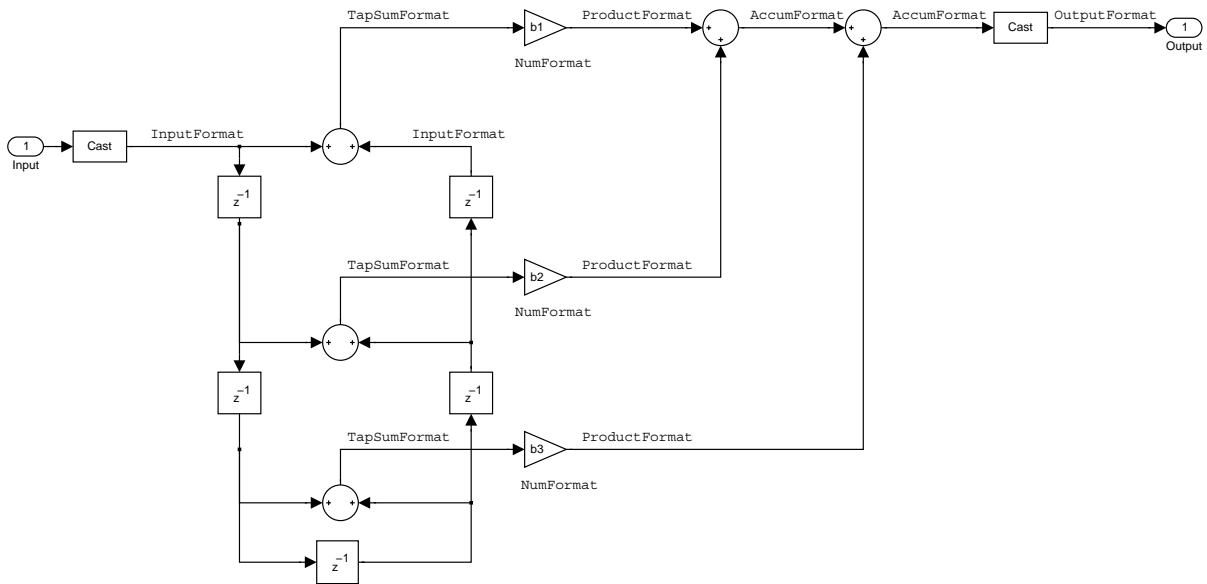 TapSumFormat
b1
ProductFormat
+
+
AccumFormat
+
+
AccumFormat
Cast
OutputFormat
1
Output
NumFormat
1
Input
Cast
InputFormat
+
+
InputFormat
z⁻¹
z⁻¹
TapSumFormat
b2
ProductFormat
NumFormat
+
+
z⁻¹
z⁻¹
TapSumFormat
b3
ProductFormat
NumFormat
+
+
z⁻¹